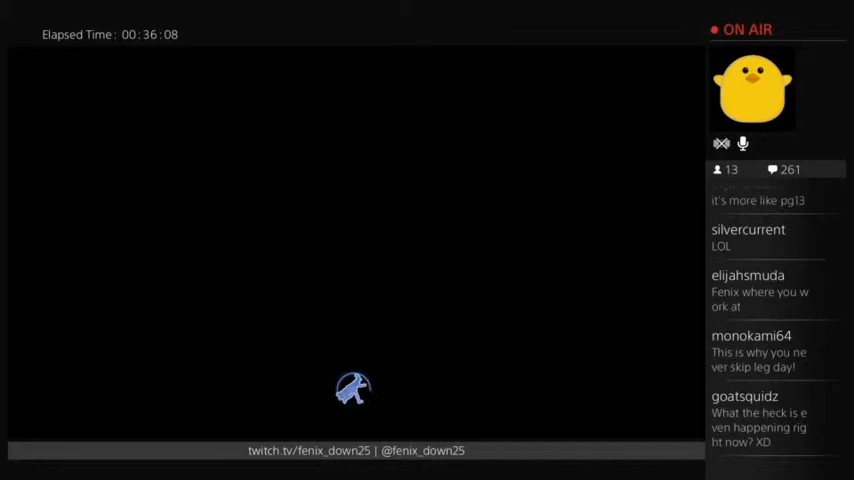 Elapsed Time: 00:36:08
ON AIR
13 261
it's more like pg13
silvercurrent
LOL
elijahsmuda
Fenix where you w
ork at
monokami64
This is why you ne
ver skip leg day!
goatsquidz
What the heck is e
ven happening rig
ht now? XD
twitch.tv/fenix_down25 | @fenix_down25